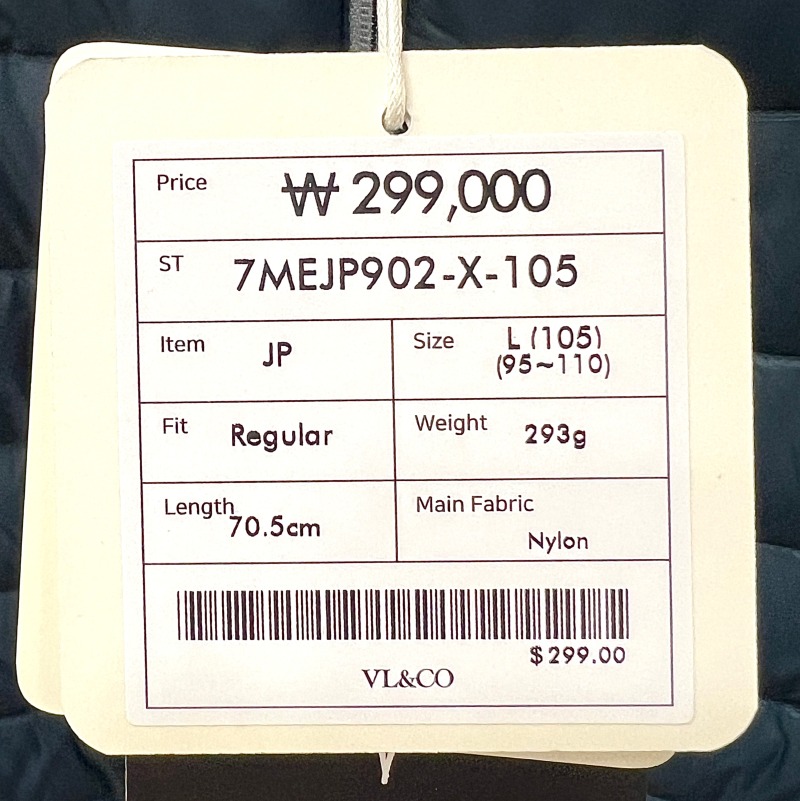 Price ₩ 299,000
ST 7MEJP902-X-105
Item JP Size L (105)
(95~110)
Fit Regular Weight 293g
Length 70.5cm Main Fabric
Nylon
$299.00
VL&CO